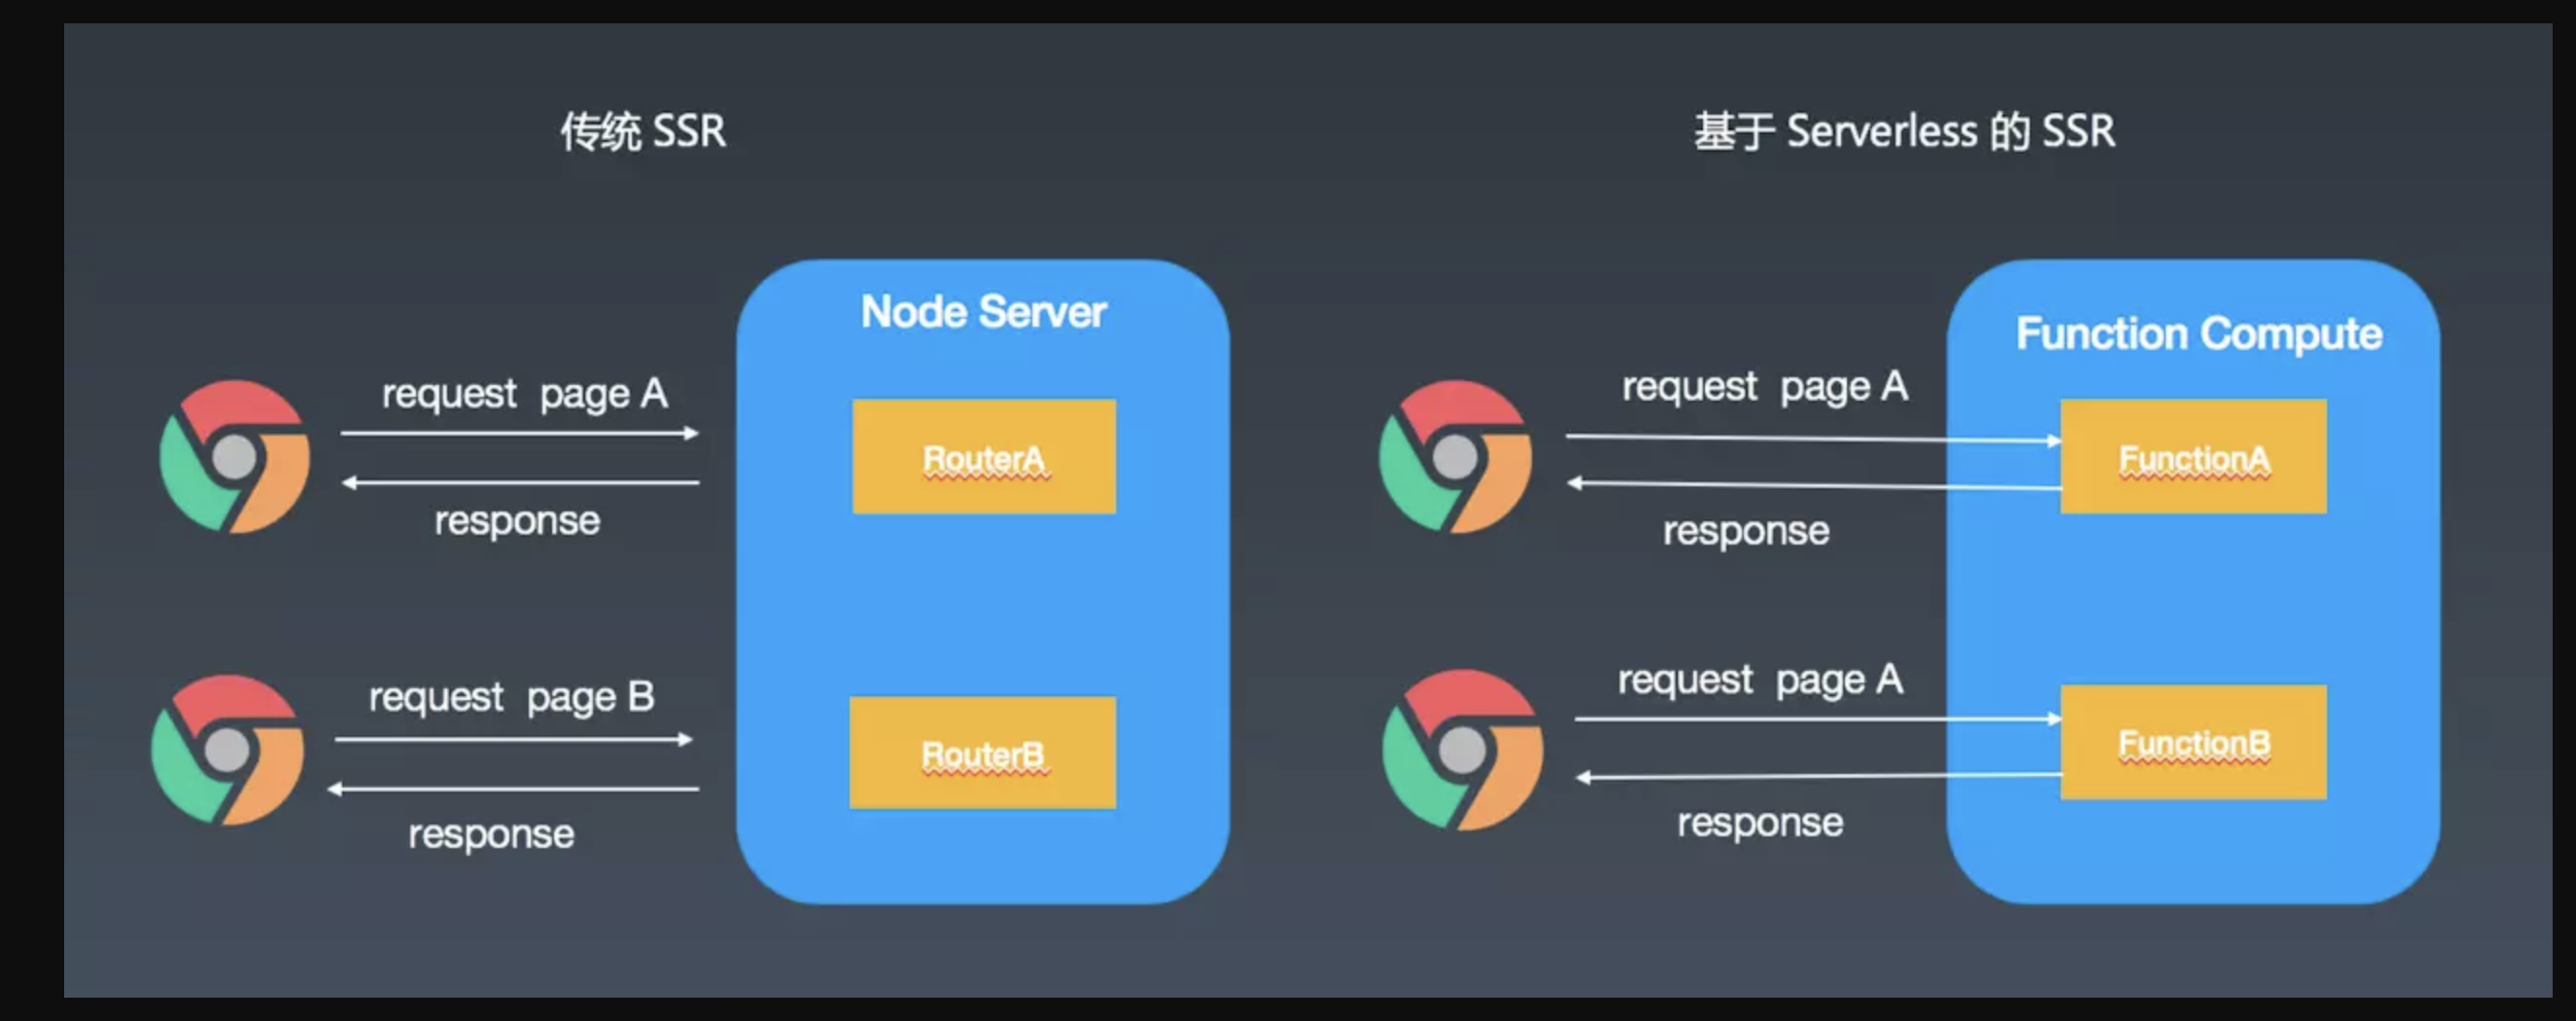 传统 SSR
Node Server
request page A
RouterA
response
request page B
RouterB
response
基于 Serverless 的 SSR
Function Compute
request page A
FunctionA
response
request page A
FunctionB
response